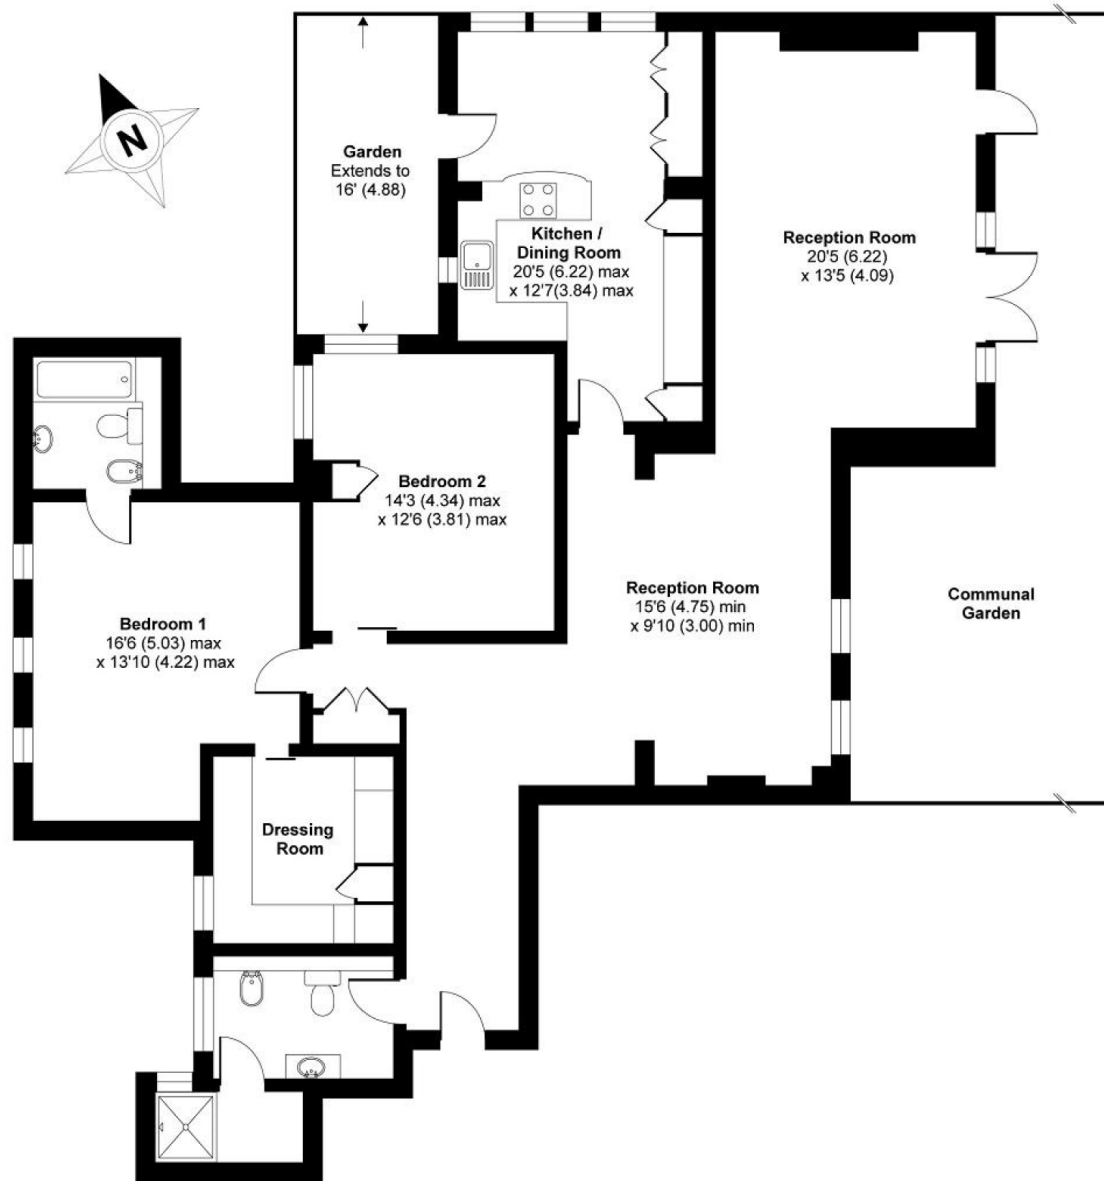 N
Garden
Extends to
16' (4.88)
Kitchen /
Dining Room
20'5 (6.22) max
x 12'7(3.84) max
Reception Room
20'5 (6.22)
x 13'5 (4.09)
Bedroom 2
14'3 (4.34) max
x 12'6 (3.81) max
Reception Room
15'6 (4.75) min
x 9'10 (3.00) min
Communal
Garden
Bedroom 1
16'6 (5.03) max
x 13'10 (4.22) max
Dressing
Room